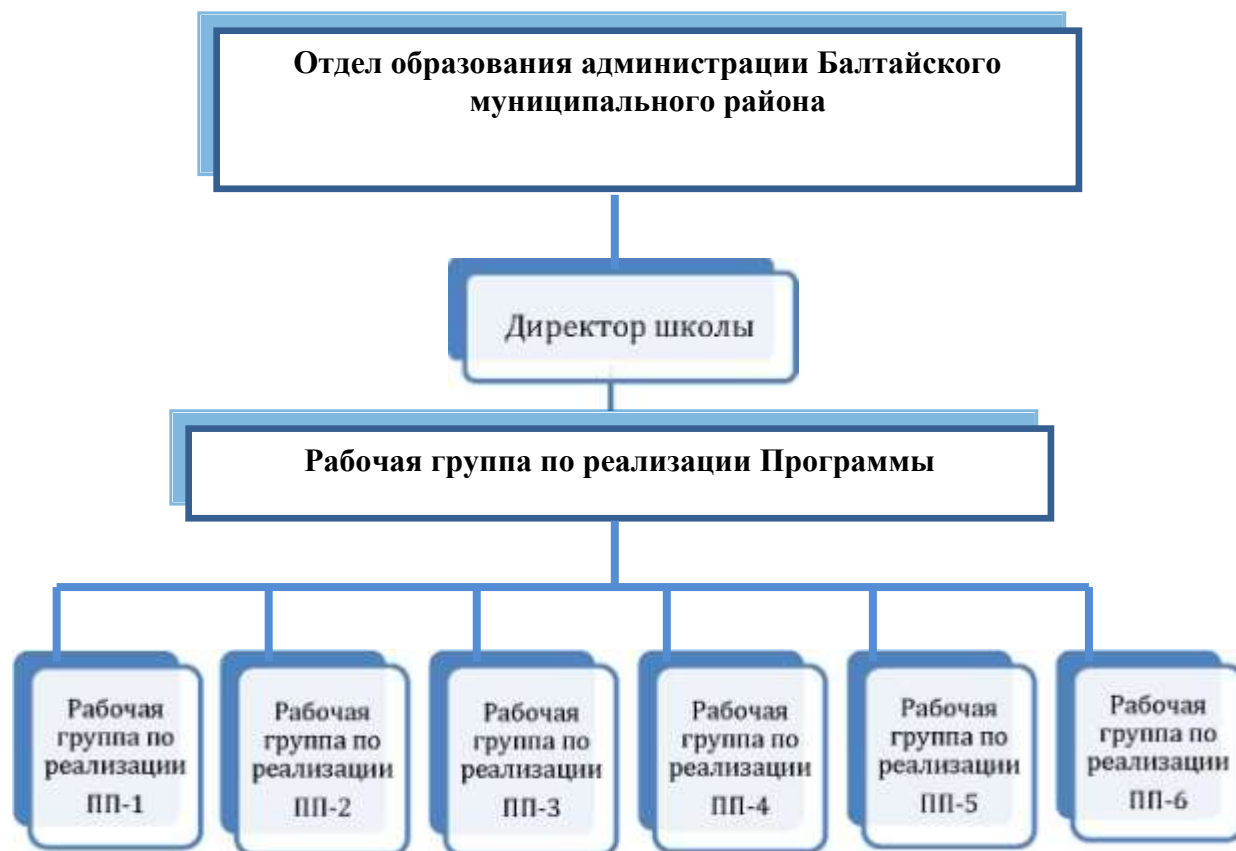 Отдел образования администрации Балтайского
муниципального района
Директор школы
Рабочая группа по реализации Программы
Рабочая
группа по
реализации
ПП-1
Рабочая
группа по
реализации
ПП-2
Рабочая
группа по
реализации
ПП-3
Рабочая
группа по
реализации
ПП-4
Рабочая
группа по
реализации
ПП-5
Рабочая
группа по
реализации
ПП-6